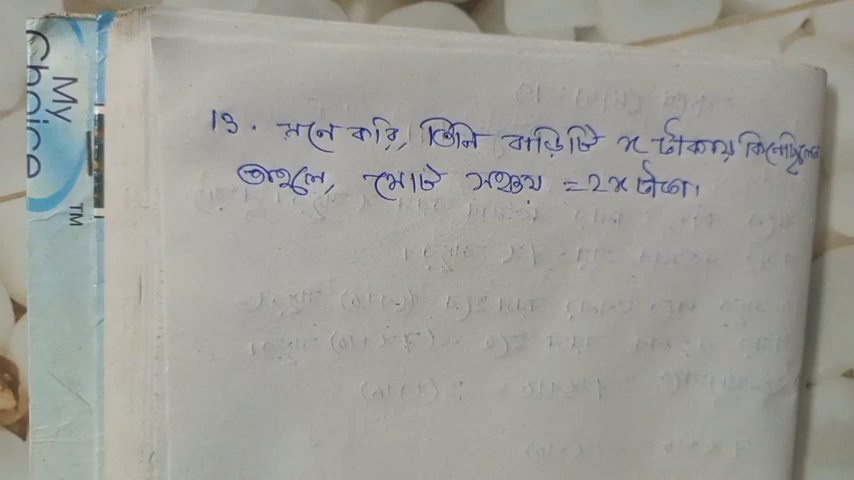 My Choice TM
13. মনে করি, তিনি বাড়িটি x টাকায় কিনেছিলেন
তাহলে, মোট সঞ্চয় = 2x টাকা।